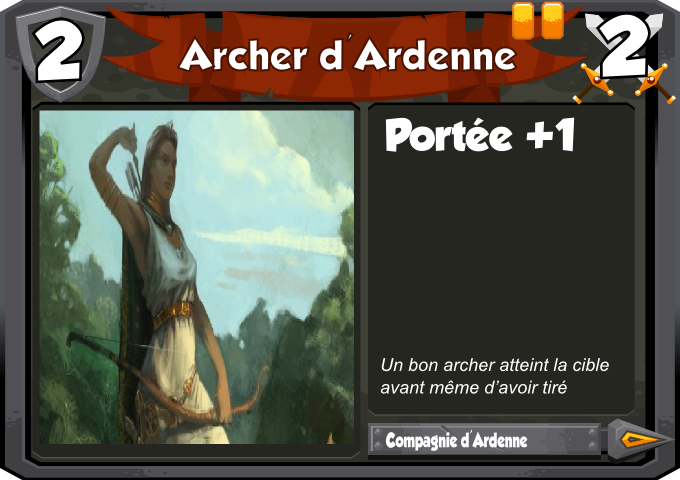 2
Archer d'Ardenne
2
Portée +1
Un bon archer atteint la cible
avant même d'avoir tiré
Compagnie d'Ardenne